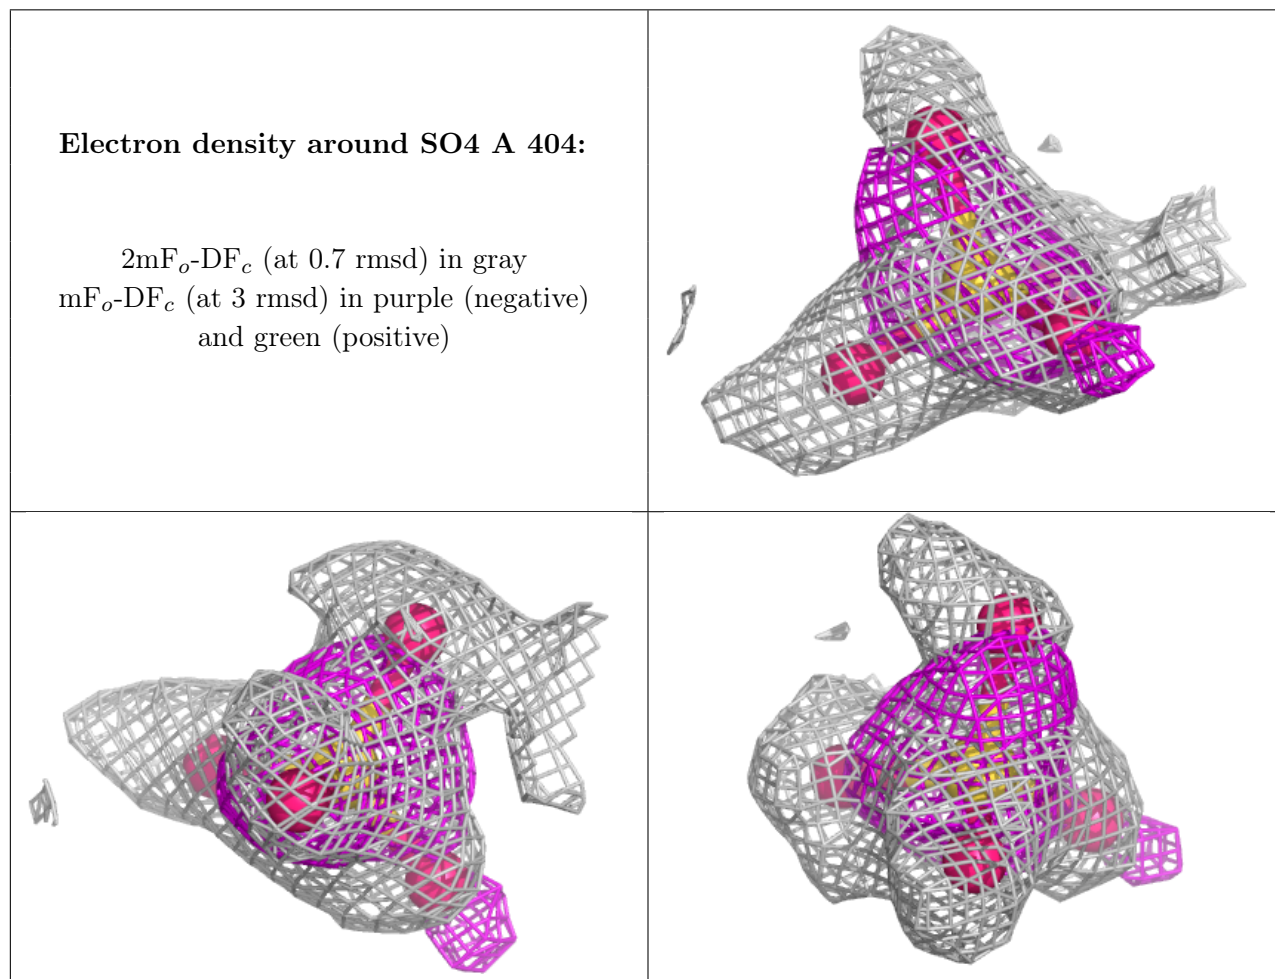 Electron density around SO4 A 404:
2mFₒ-DF𝒸 (at 0.7 rmsd) in gray
mFₒ-DF𝒸 (at 3 rmsd) in purple (negative)
and green (positive)